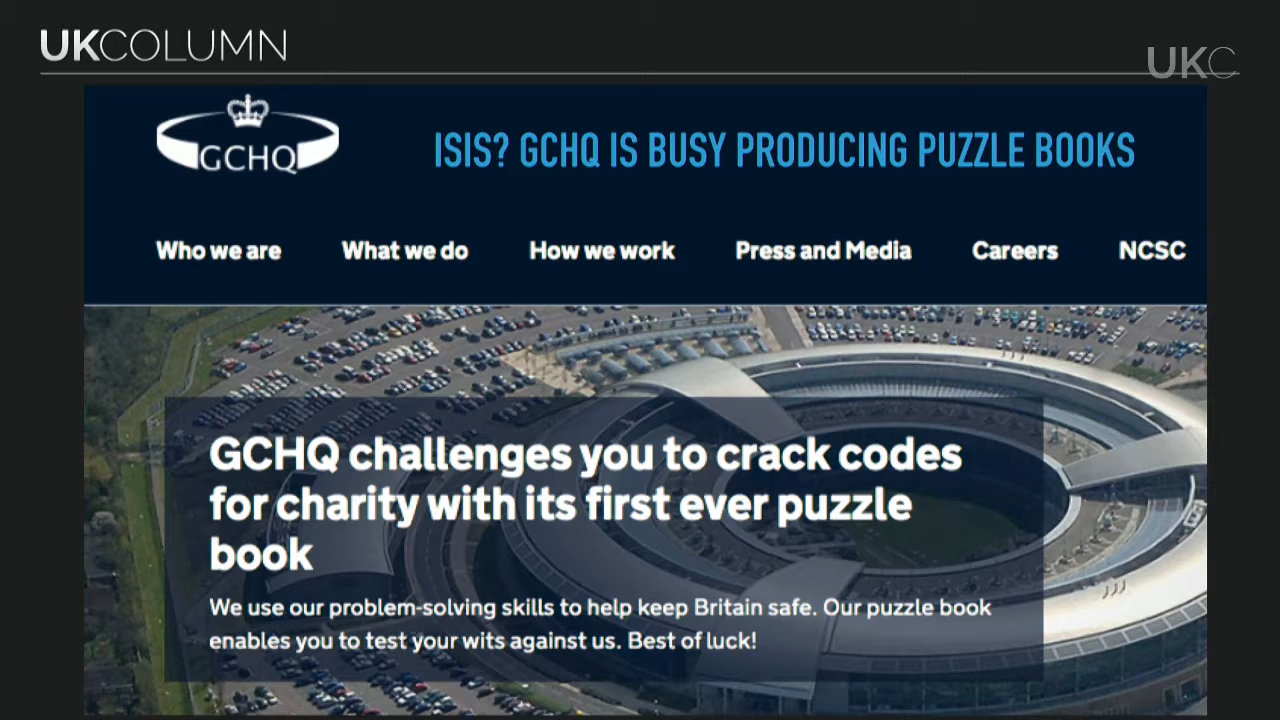 UKCOLUMN
UKC
GCHQ
ISIS? GCHQ IS BUSY PRODUCING PUZZLE BOOKS
Who we are What we do How we work Press and Media Careers NCSC
GCHQ challenges you to crack codes
for charity with its first ever puzzle
book
We use our problem-solving skills to help keep Britain safe. Our puzzle book
enables you to test your wits against us. Best of luck!